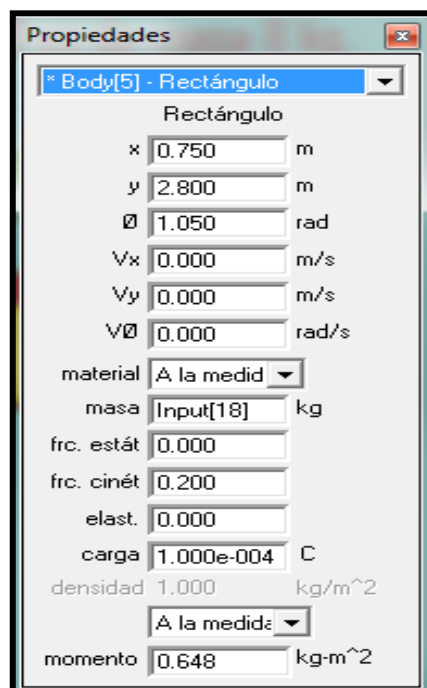 Propiedades
* Body[5] - Rectángulo
Rectángulo
x 0.750 m
y 2.800 m
Ø 1.050 rad
Vx 0.000 m/s
Vy 0.000 m/s
VØ 0.000 rad/s
material A la medid
masa Input[18] kg
frc. estát 0.000
frc. cinét 0.200
elast. 0.000
carga 1.000e-004 C
densidad 1.000 kg/m^2
A la medida
momento 0.648 kg-m^2